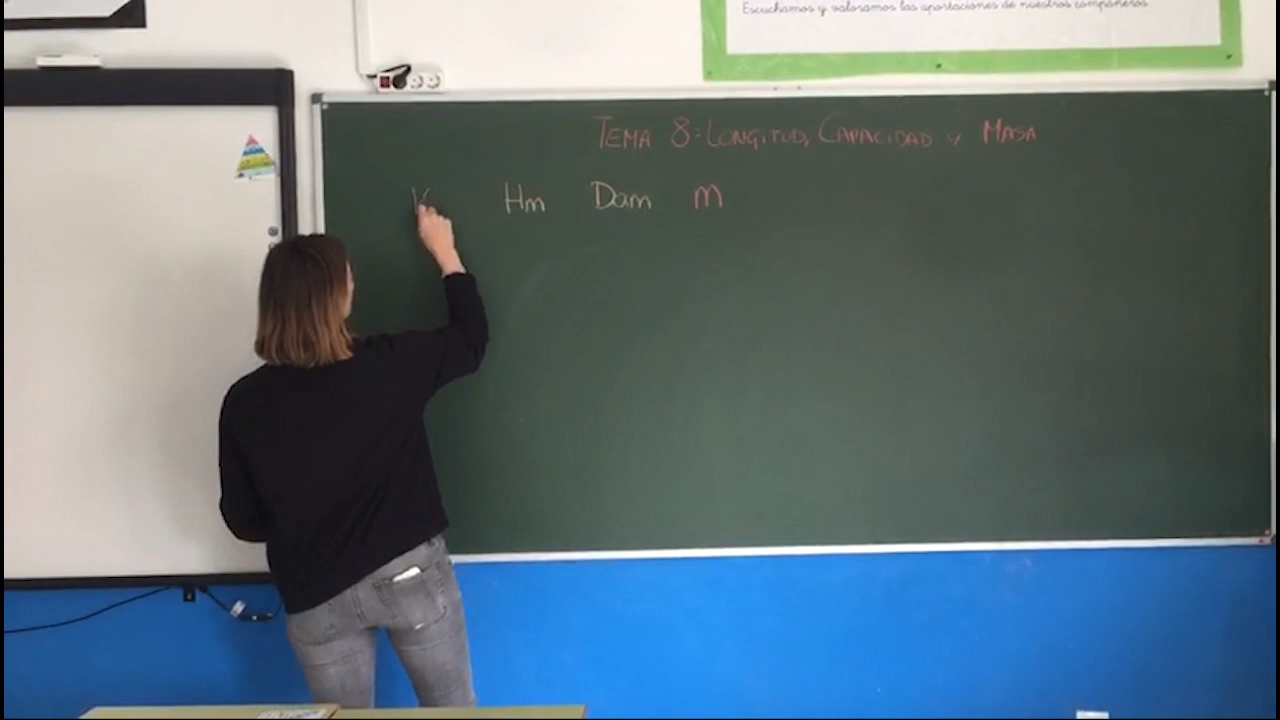 Escuchamos y valoramos las aportaciones de nuestros compañeros
TEMA 8: LONGITUD, CAPACIDAD Y MASA
K Hm Dam m